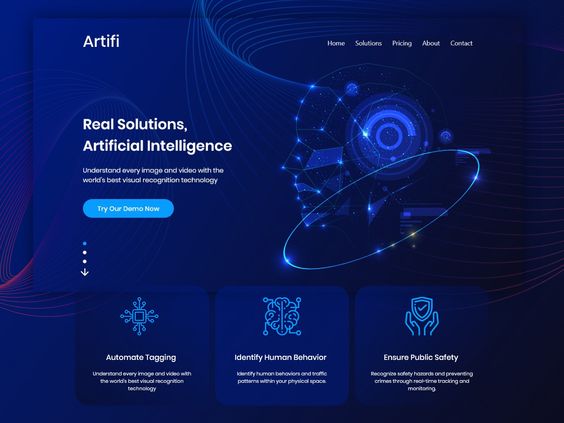 Artifi
Home Solutions Pricing About Contact
Real Solutions,
Artificial Intelligence
Understand every image and video with the
world's best visual recognition technology
Try Our Demo Now
Automate Tagging
Understand every image and video with
the world's best visual recognition
technology
Identify Human Behavior
Identify human behaviors and traffic
patterns within your physical space.
Ensure Public Safety
Recognize safety hazards and preventing
crimes through real-time tracking and
monitoring.